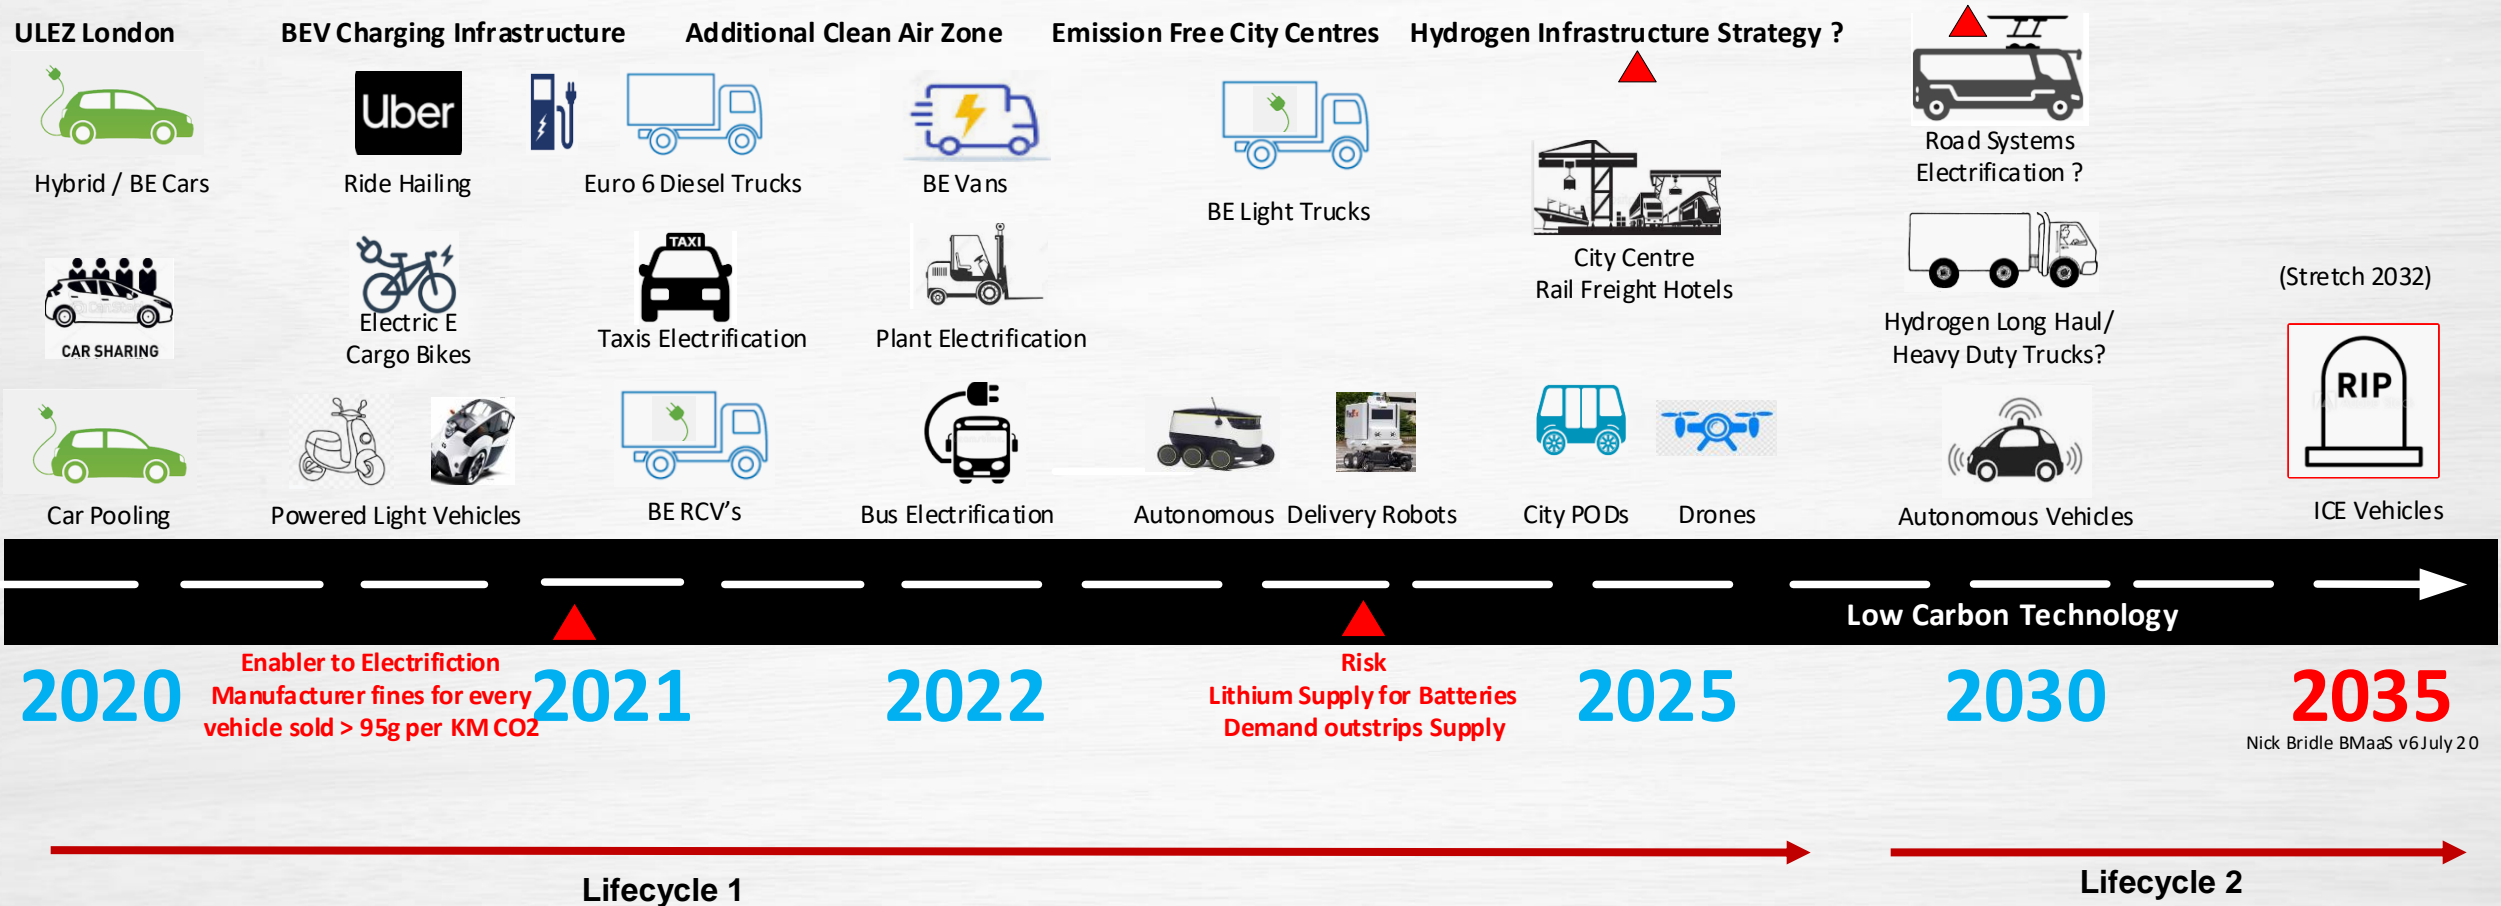 ULEZ London
BEV Charging Infrastructure
Additional Clean Air Zone
Emission Free City Centres
Hydrogen Infrastructure Strategy ?
Uber
Hybrid / BE Cars
Ride Hailing
Euro 6 Diesel Trucks
BE Vans
BE Light Trucks
Road Systems
Electrification ?
CAR SHARING
Electric E
Cargo Bikes
TAXI
Taxis Electrification
Plant Electrification
City Centre
Rail Freight Hotels
Hydrogen Long Haul/
Heavy Duty Trucks?
(Stretch 2032)
RIP
Car Pooling
Powered Light Vehicles
BE RCV’s
Bus Electrification
Autonomous Delivery Robots
FedEx
City PODs
Drones
Autonomous Vehicles
ICE Vehicles
Low Carbon Technology
2020
Enabler to Electrifiction
Manufacturer fines for every
vehicle sold > 95g per KM CO2
2021
2022
Risk
Lithium Supply for Batteries
Demand outstrips Supply
2025
2030
2035
Nick Bridle BMaaS v6 July 20
Lifecycle 1
Lifecycle 2